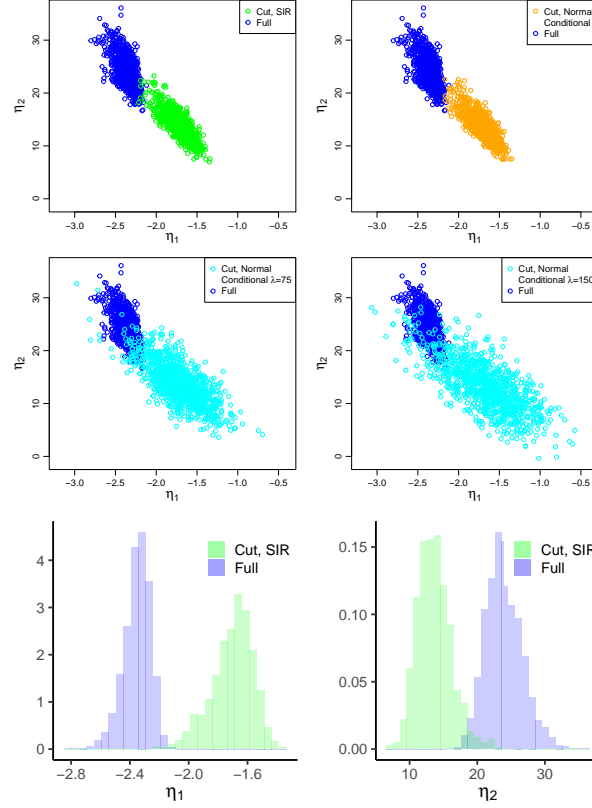 Cut, SIR
Full
η2
0 10 20 30
−3.0 −2.5 −2.0 −1.5 −1.0 −0.5
η1
Cut, Normal
Conditional
Full
η2
0 10 20 30
−3.0 −2.5 −2.0 −1.5 −1.0 −0.5
η1
Cut, Normal
Conditional λ=75
Full
η2
0 10 20 30
−3.0 −2.5 −2.0 −1.5 −1.0 −0.5
η1
Cut, Normal
Conditional λ=150
Full
η2
0 10 20 30
−3.0 −2.5 −2.0 −1.5 −1.0 −0.5
η1
Cut, SIR
Full
4
3
2
1
0
−2.8 −2.4 −2.0 −1.6
η1
Cut, SIR
Full
0.15
0.10
0.05
0.00
10 20 30
η2